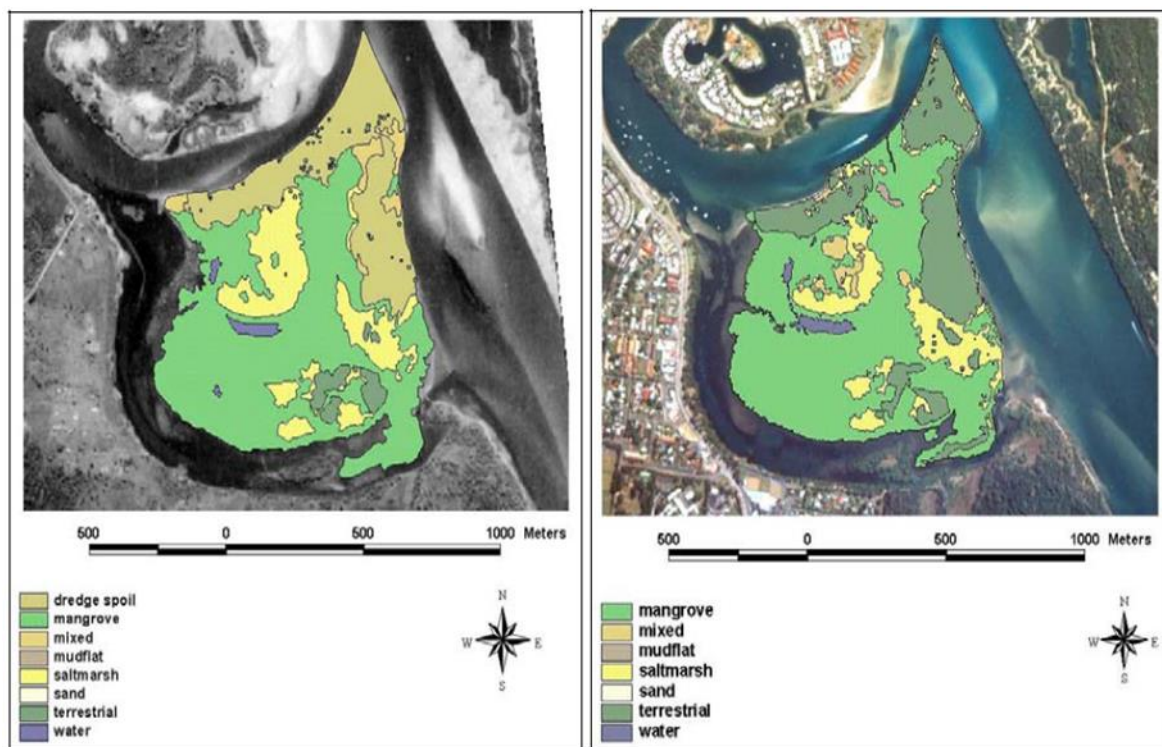 500 0 500 1000 Meters
dredge spoil
mangrove
mixed
mudflat
saltmarsh
sand
terrestrial
water
N
W E
S
500 0 500 1000 Meters
mangrove
mixed
mudflat
saltmarsh
sand
terrestrial
water
N
W E
S